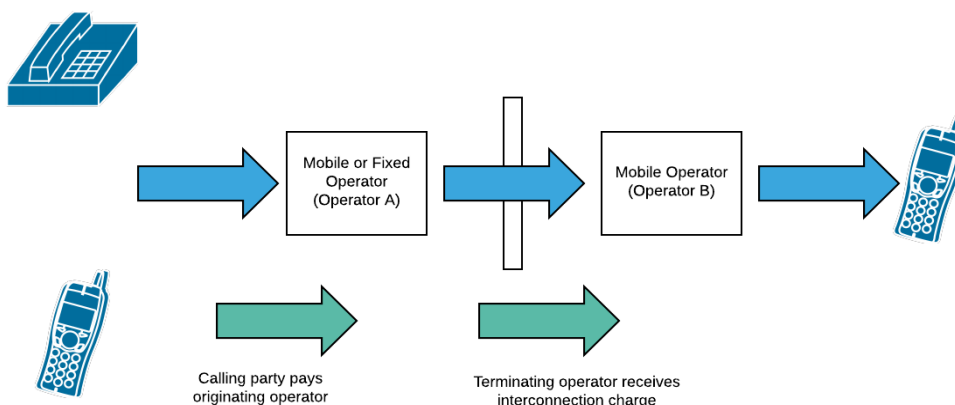 Mobile or Fixed
Operator
(Operator A)
Mobile Operator
(Operator B)
Calling party pays
originating operator
Terminating operator receives
interconnection charge